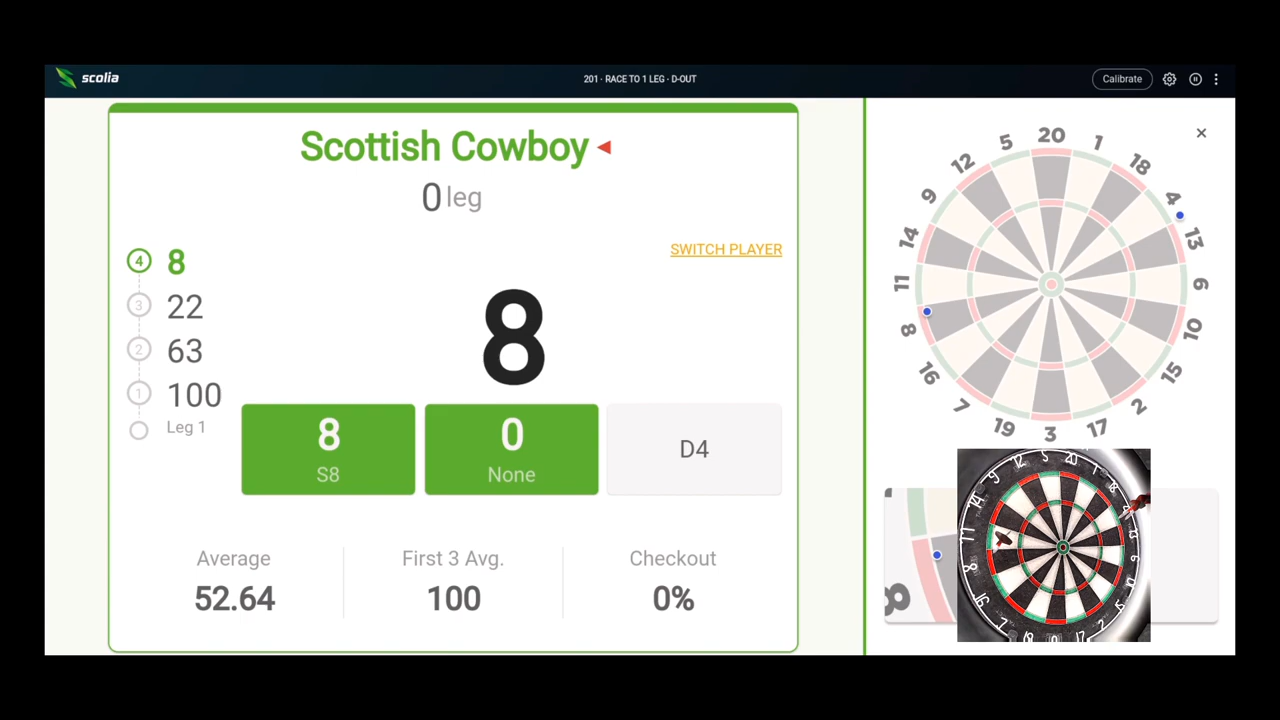 scolia
201 · RACE TO 1 LEG · D-OUT
Calibrate
Scottish Cowboy
0 leg
SWITCH PLAYER
4 8
3 22
2 63
1 100
Leg 1
8
8
S8
0
None
D4
Average
52.64
First 3 Avg.
100
Checkout
0%
20
1
18
4
13
6
10
15
2
17
3
19
7
16
8
11
14
9
12
5
8